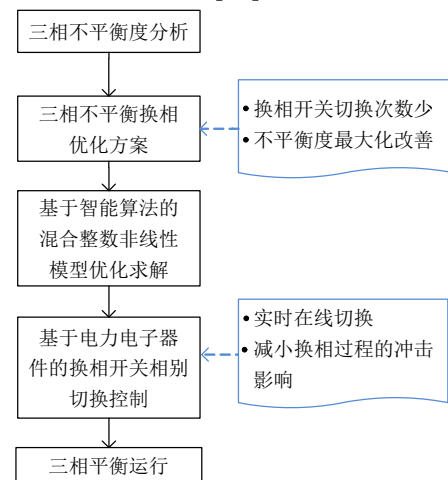 三相不平衡度分析
三相不平衡换相
优化方案
• 换相开关切换次数少
• 不平衡度最大化改善
基于智能算法的
混合整数非线性
模型优化求解
基于电力电子器
件的换相开关相别
切换控制
• 实时在线切换
• 减小换相过程的冲击
影响
三相平衡运行